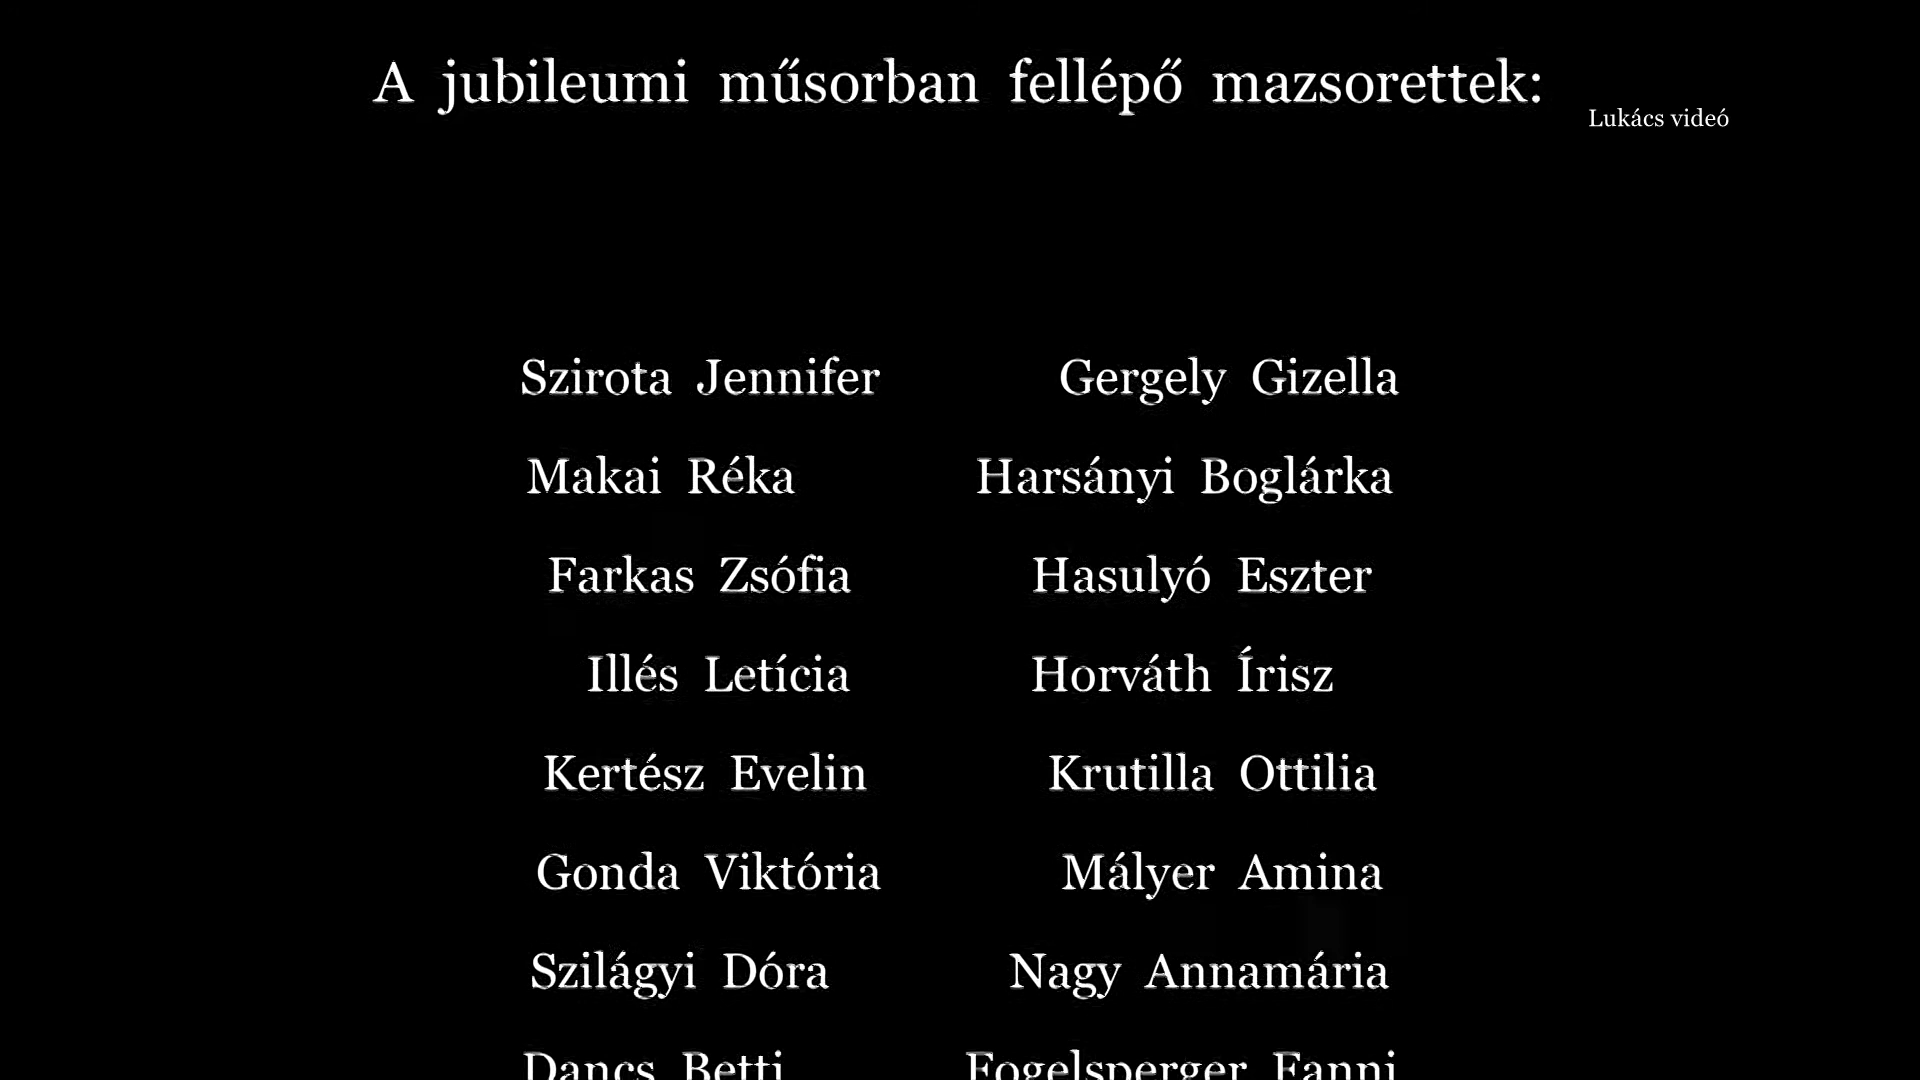 A jubileumi műsorban fellépő mazsorettek:
Lukács videó
Szirota Jennifer Gergely Gizella
Makai Réka Harsányi Boglárka
Farkas Zsófia Hasulyó Eszter
Illés Letícia Horváth Írisz
Kertész Evelin Krutilla Ottilia
Gonda Viktória Mályer Amina
Szilágyi Dóra Nagy Annamária
Dancs Betti Fogelsperger Fanni